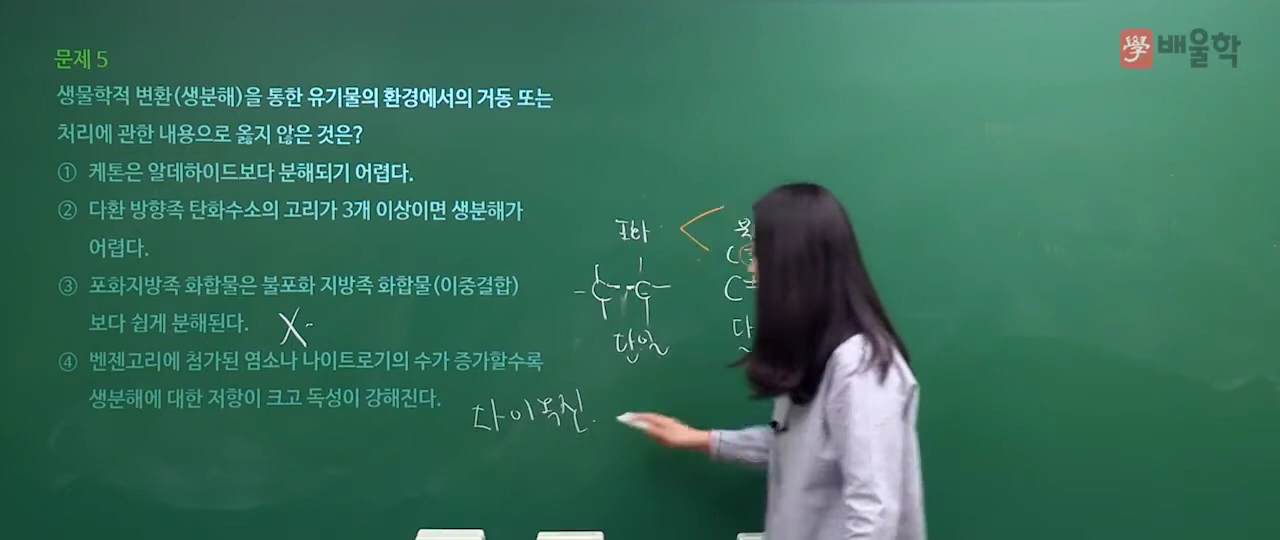 學 배울학
문제 5
생물학적 변환(생분해)을 통한 유기물의 환경에서의 거동 또는
처리에 관한 내용으로 옳지 않은 것은?
① 케톤은 알데하이드보다 분해되기 어렵다.
② 다환 방향족 탄화수소의 고리가 3개 이상이면 생분해가
어렵다.
③ 포화지방족 화합물은 불포화 지방족 화합물(이중결합)
보다 쉽게 분해된다. X
④ 벤젠고리에 첨가된 염소나 나이트로기의 수가 증가할수록
생분해에 대한 저항이 크고 독성이 강해진다.
포화
C C
단일
다이옥신.